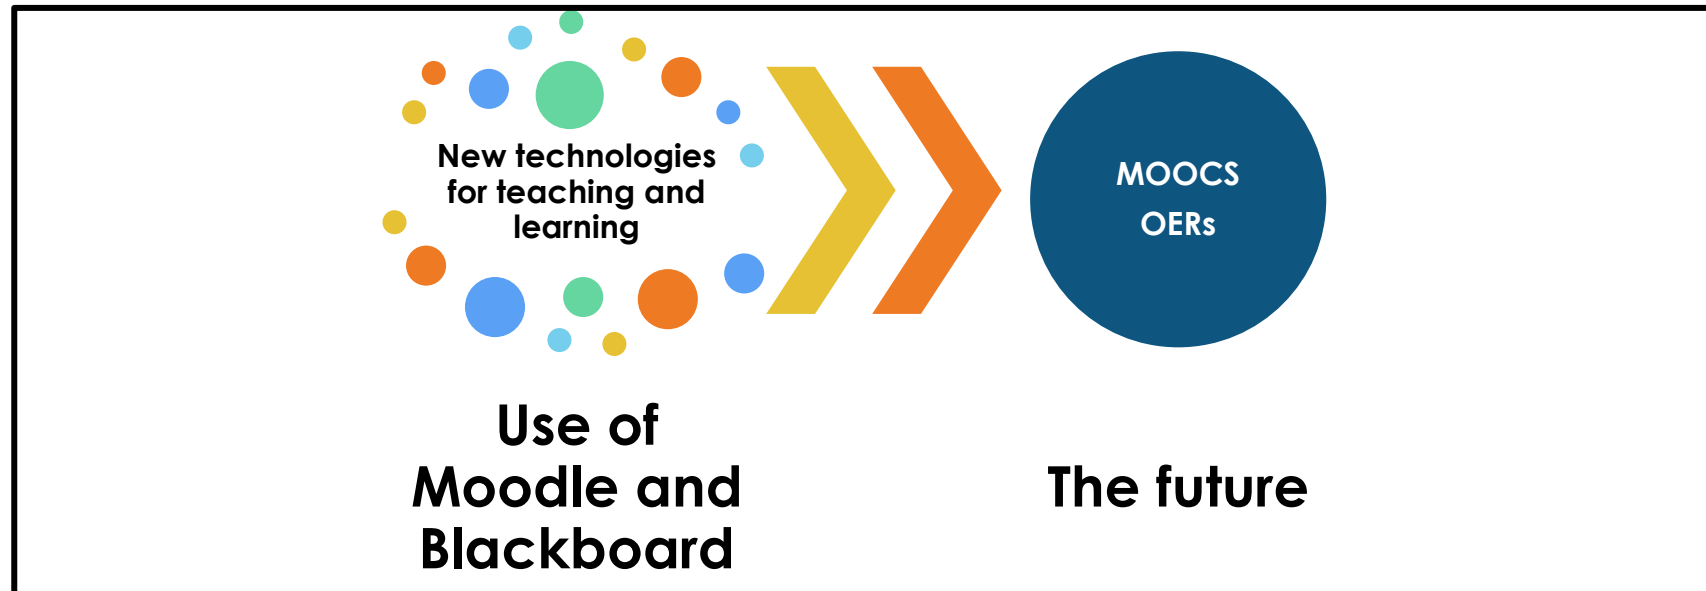 New technologies
for teaching and
learning
MOOCS
OERs
Use of
Moodle and
Blackboard
The future